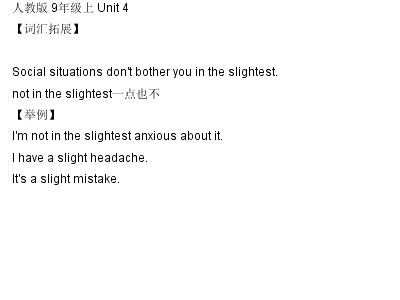 人教版 9年级上 Unit 4
【词汇拓展】
Social situations don't bother you in the slightest.
not in the slightest一点也不
【举例】
I'm not in the slightest anxious about it.
I have a slight headache.
It's a slight mistake.